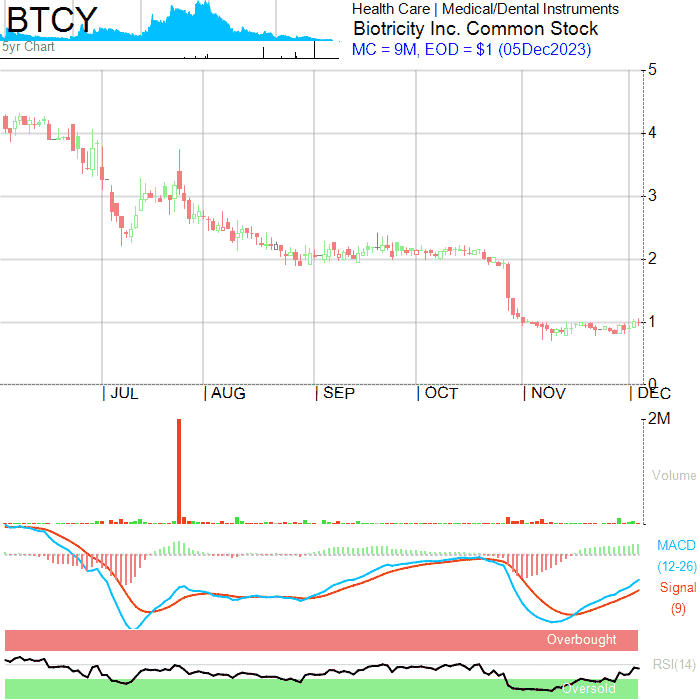 BTCY
Health Care | Medical/Dental Instruments
Biotricity Inc. Common Stock
MC = 9M, EOD = $1 (05Dec2023)
5yr Chart
5
4
3
2
1
0
| JUL | AUG | SEP | OCT | NOV | DEC
2M
Volume
MACD
(12-26)
Signal
(9)
Overbought
RSI(14)
Oversold